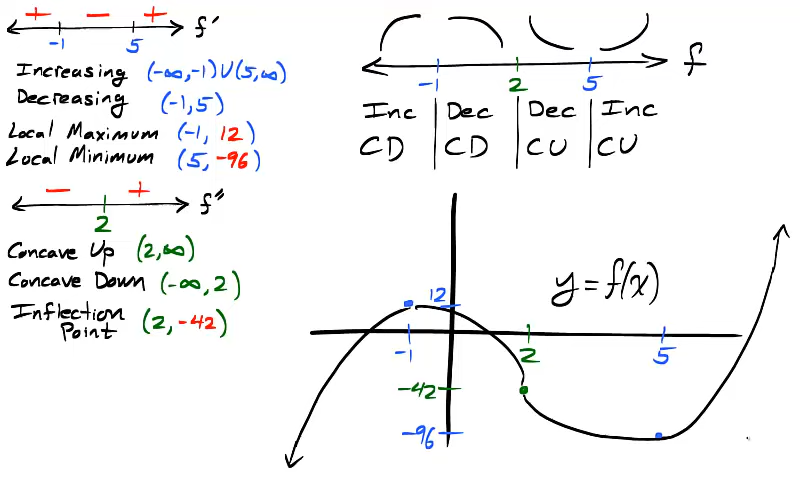 + − +
f′
-1 5
Increasing (-∞,-1)∪(5,∞)
Decreasing (-1,5)
Local Maximum (-1, 12)
Local Minimum (5, -96)
− +
f″
2
Concave Up (2,∞)
Concave Down (-∞,2)
Inflection
Point (2,-42)
f
-1 2 5
Inc Dec Dec Inc
CD CD CU CU
y=f(x)
12
-1 2 5
-42
-96